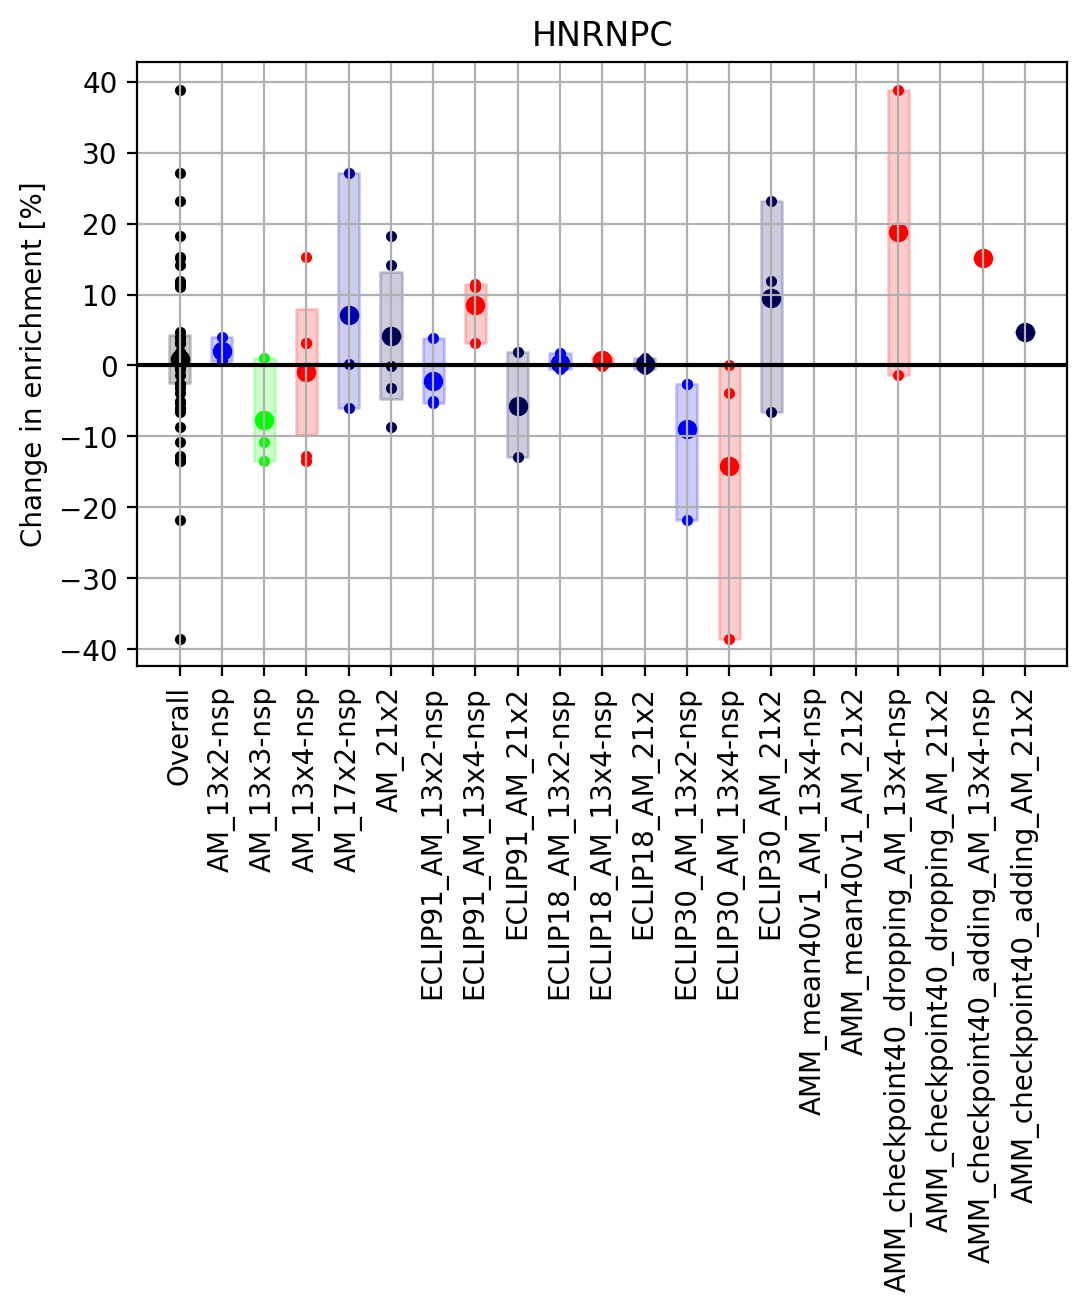 HNRNPC
Change in enrichment [%]
40
30
20
10
0
−10
−20
−30
−40
Overall
AM_13x2-nsp
AM_13x3-nsp
AM_13x4-nsp
AM_17x2-nsp
AM_21x2
ECLIP91_AM_13x2-nsp
ECLIP91_AM_13x4-nsp
ECLIP91_AM_21x2
ECLIP18_AM_13x2-nsp
ECLIP18_AM_13x4-nsp
ECLIP18_AM_21x2
ECLIP30_AM_13x2-nsp
ECLIP30_AM_13x4-nsp
ECLIP30_AM_21x2
AMM_mean40v1_AM_13x4-nsp
AMM_mean40v1_AM_21x2
AMM_checkpoint40_dropping_AM_13x4-nsp
AMM_checkpoint40_dropping_AM_21x2
AMM_checkpoint40_adding_AM_13x4-nsp
AMM_checkpoint40_adding_AM_21x2